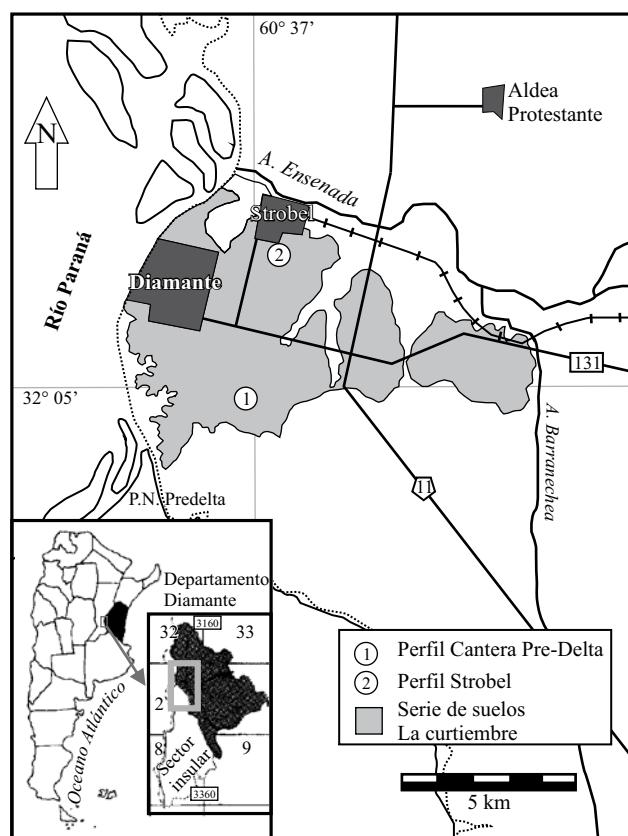 60 37’
Aldea
Protestante
N
A. Ensenada
Strobel
2
Diamante
Río Paraná
131
32 05’
1
A. Barranechea
P.N. Predelta
11
Departamento
Diamante
3160
32
33
2
8
9
Sector
insular
3360
Oceano Atlántico
1 Perfil Cantera Pre-Delta
2 Perfil Strobel
Serie de suelos
La curtiembre
5 km